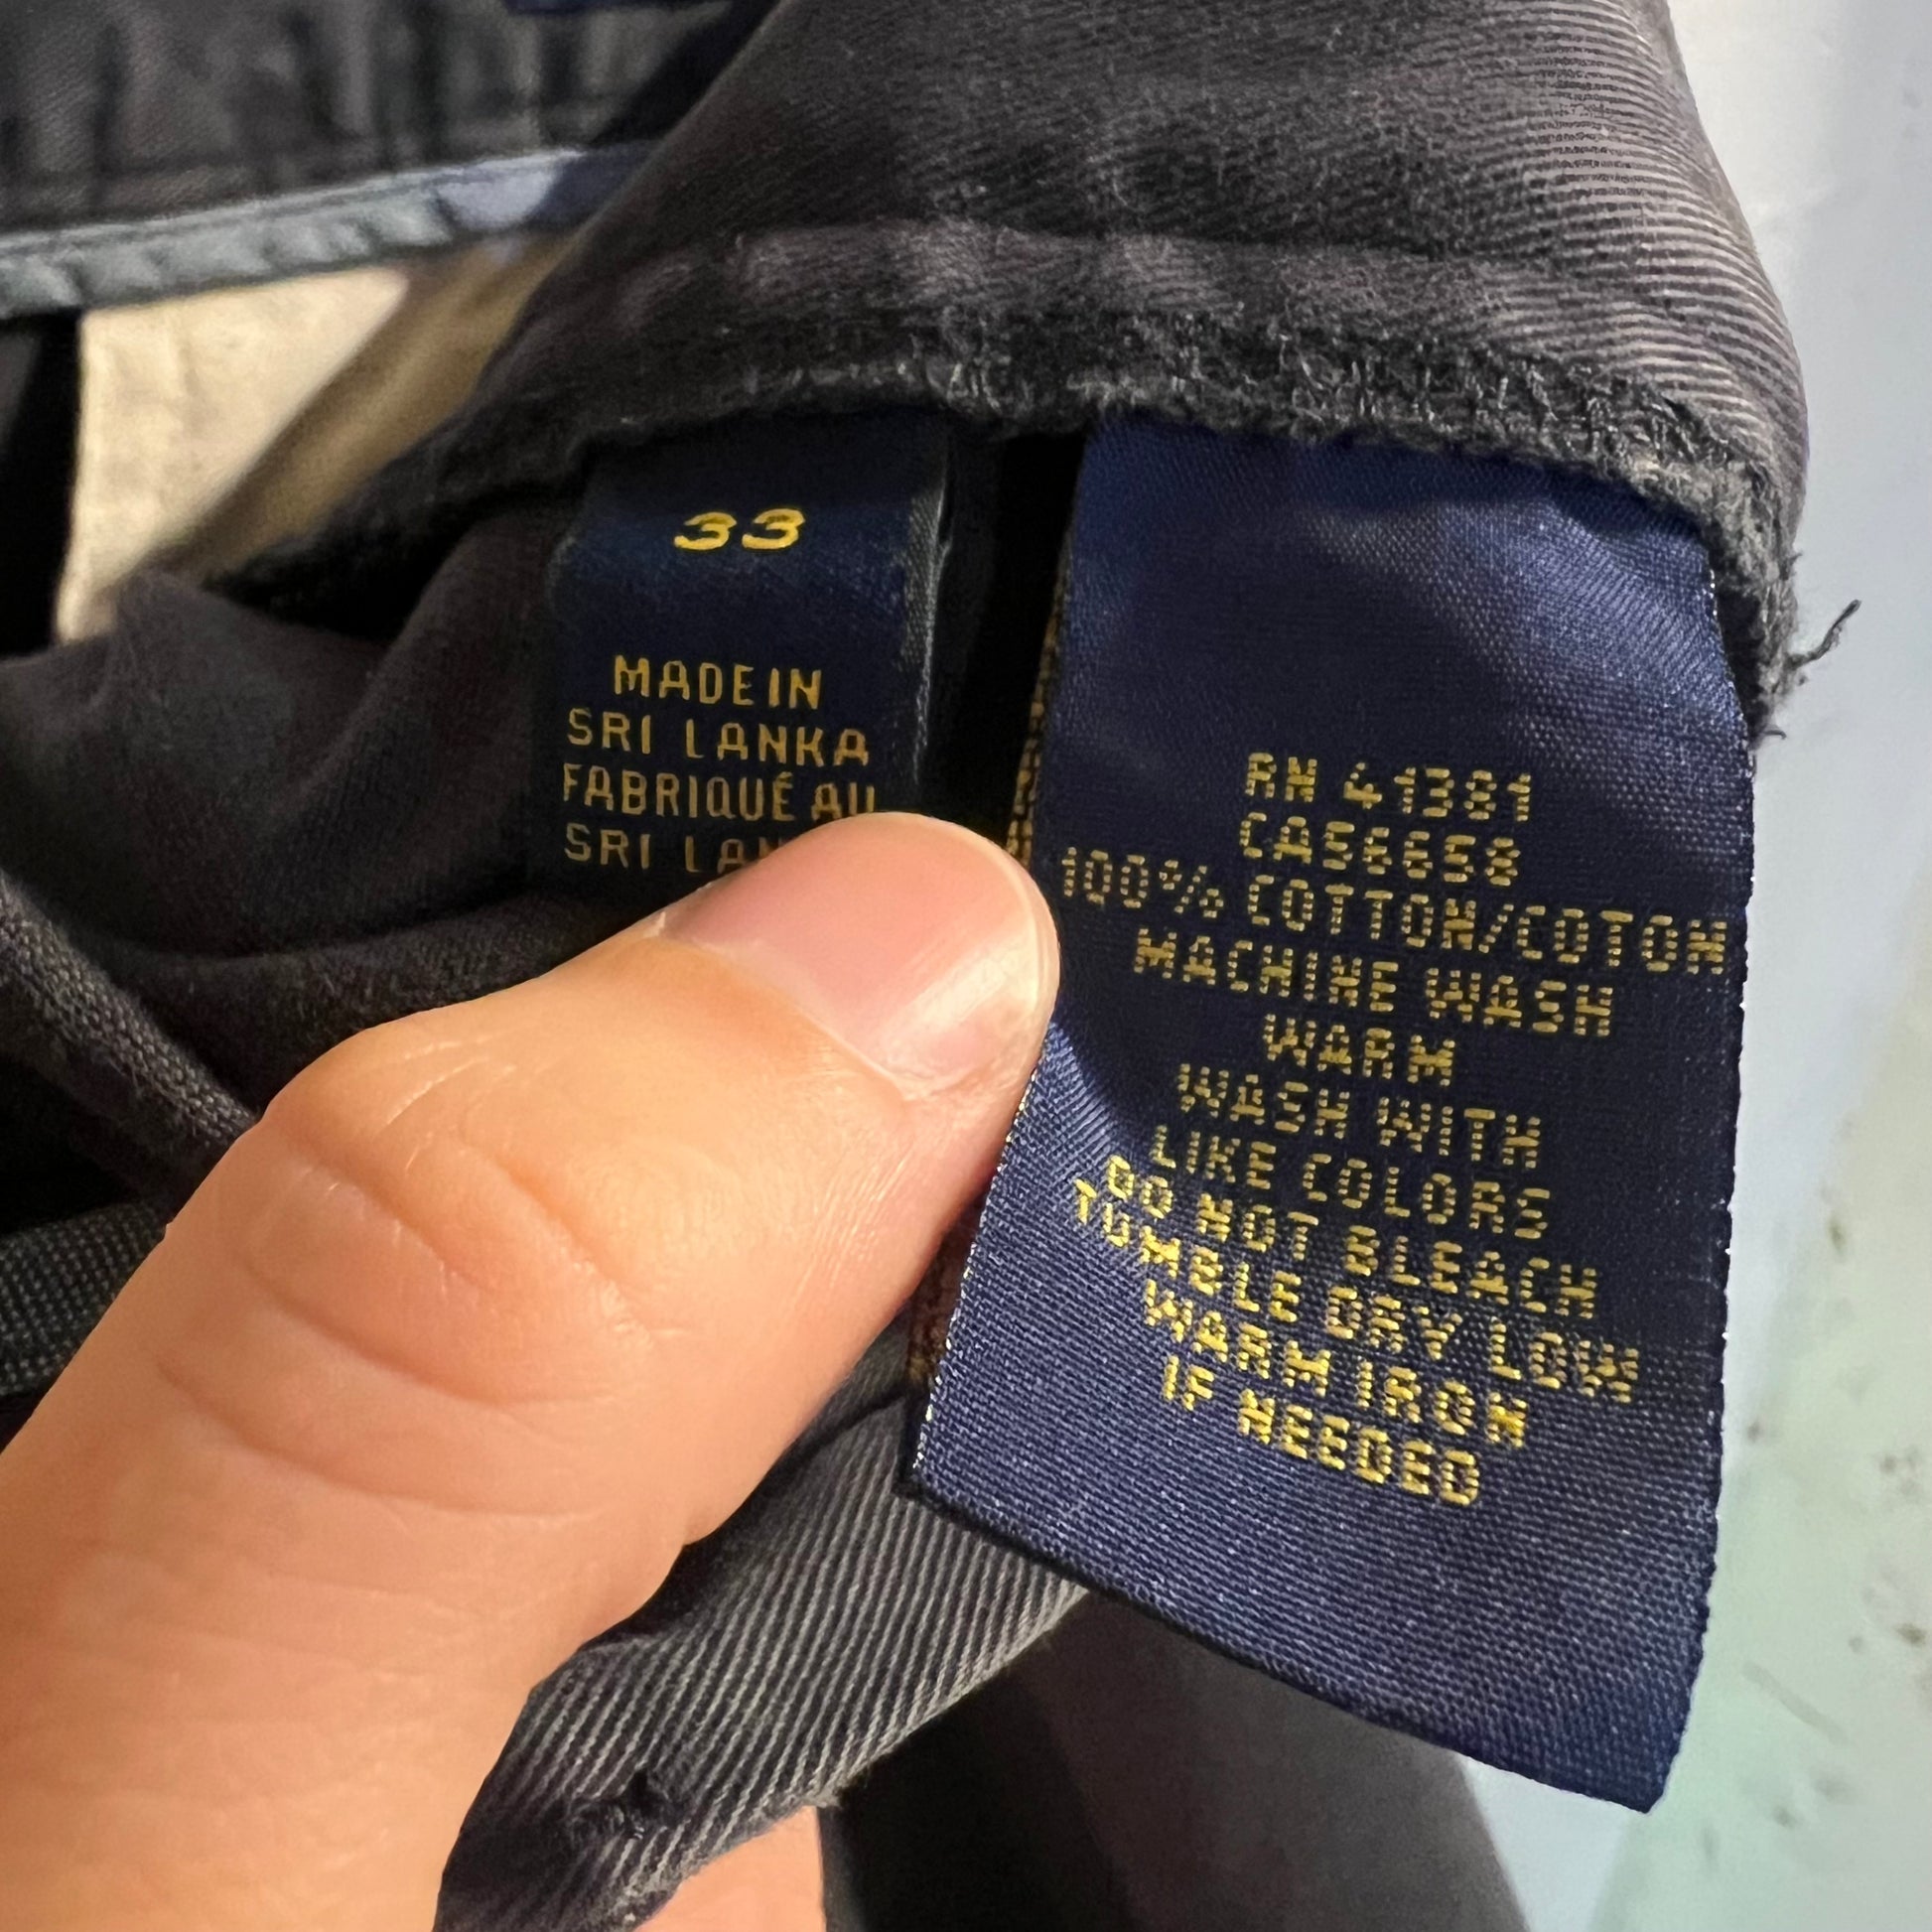 33
MADE IN
SRI LANKA
FABRIQUÉ AU
SRI
RN 41381
CA56658
100% COTTON/COTON
MACHINE WASH
WARM
WASH WITH
LIKE COLORS
DO NOT BLEACH
TUMBLE DRY LOW
WARM IRON
IF NEEDED